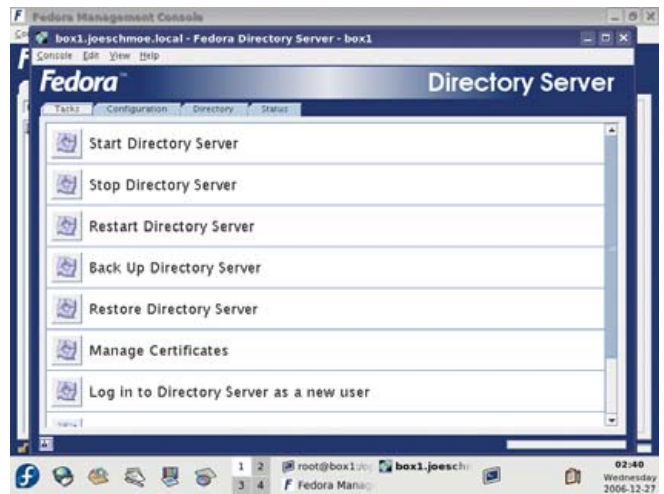 Fedora Management Console
box1.joeschmoe.local - Fedora Directory Server - box1
Console Edit View Help
Fedora™
Directory Server
Tasks Configuration Directory Status
Start Directory Server
Stop Directory Server
Restart Directory Server
Back Up Directory Server
Restore Directory Server
Manage Certificates
Log in to Directory Server as a new user
1 2
3 4
root@box1:/o
box1.joesch
Fedora Manag
02:40
Wednesday
2006-12-27